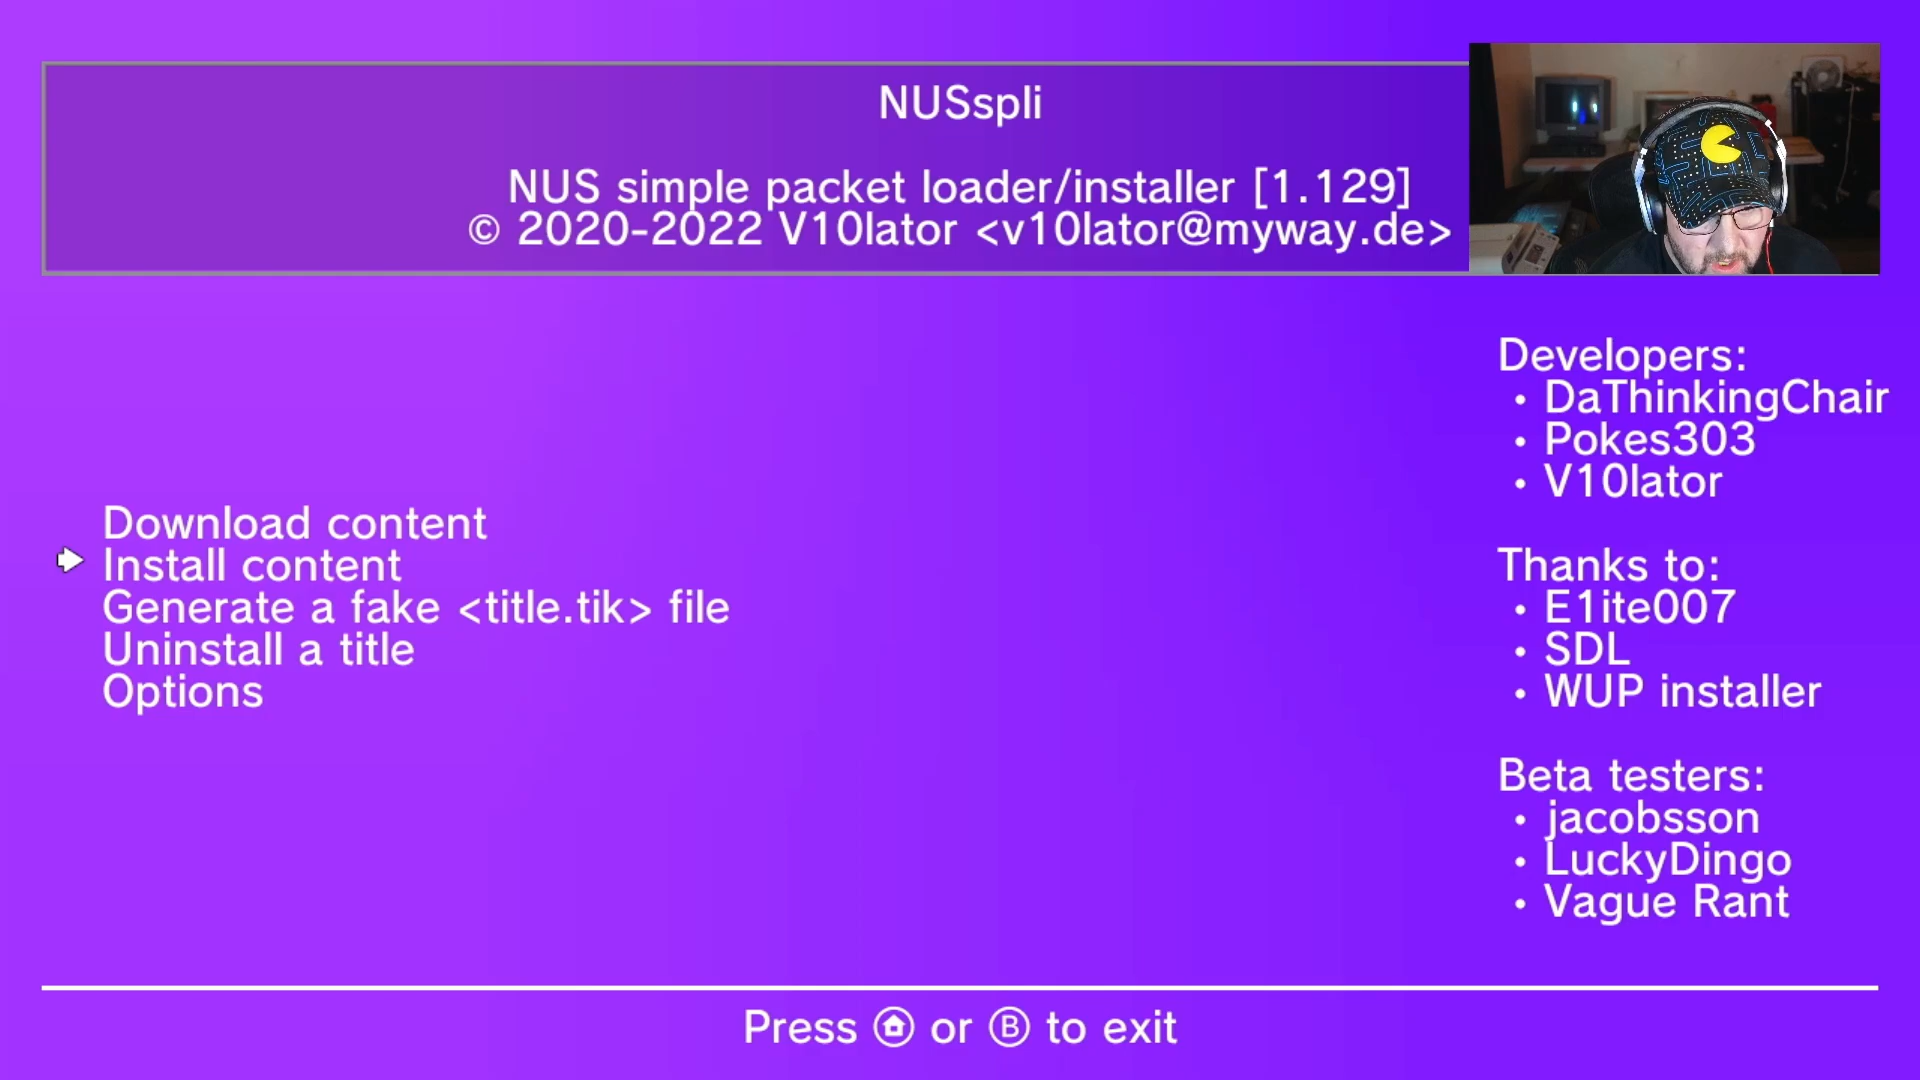 NUSspli
NUS simple packet loader/installer [1.129]
© 2020-2022 V10lator <v10lator@myway.de>
Download content
Install content
Generate a fake <title.tik> file
Uninstall a title
Options
Developers:
• DaThinkingChair
• Pokes303
• V10lator
Thanks to:
• E1ite007
• SDL
• WUP installer
Beta testers:
• jacobsson
• LuckyDingo
• Vague Rant
Press or Ⓑ to exit